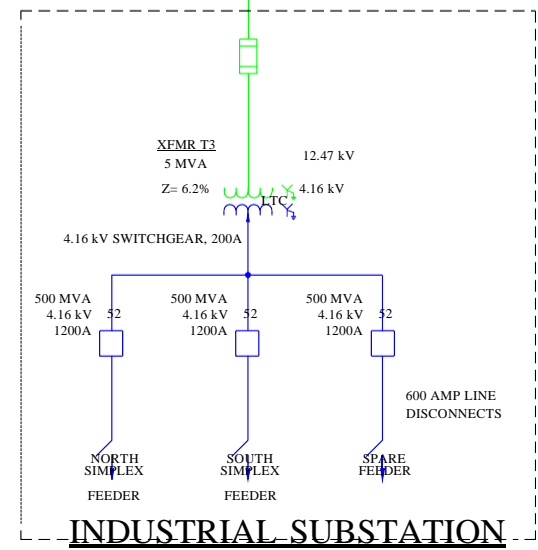 XFMR T3
5 MVA
12.47 kV
Z= 6.2%
LTC
4.16 kV
4.16 kV SWITCHGEAR, 200A
500 MVA
4.16 kV
1200A
52
500 MVA
4.16 kV
1200A
52
500 MVA
4.16 kV
1200A
52
600 AMP LINE
DISCONNECTS
NORTH
SIMPLEX
FEEDER
SOUTH
SIMPLEX
FEEDER
SPARE
FEEDER
INDUSTRIAL SUBSTATION